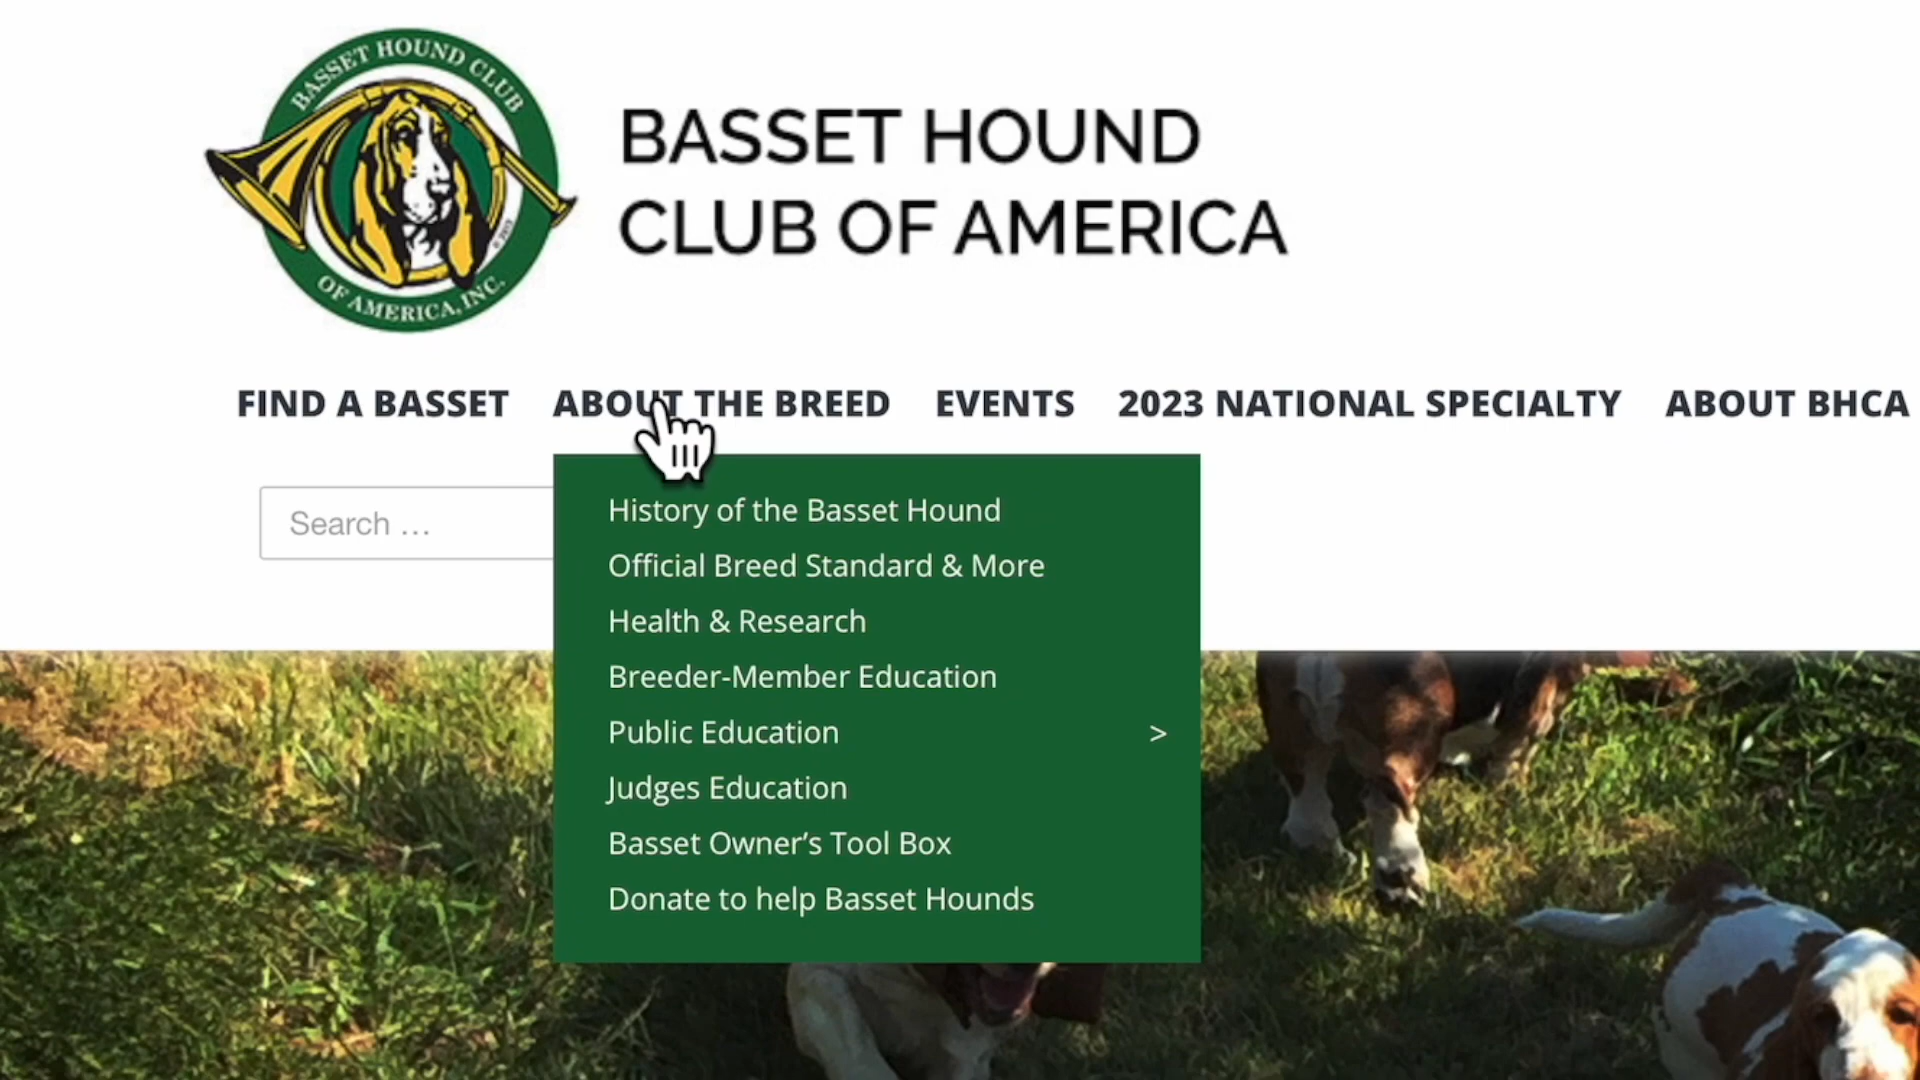 BASSET HOUND CLUB
OF AMERICA, INC.
BASSET HOUND
CLUB OF AMERICA
FIND A BASSET
ABOUT THE BREED
EVENTS
2023 NATIONAL SPECIALTY
ABOUT BHCA
Search …
History of the Basset Hound
Official Breed Standard & More
Health & Research
Breeder-Member Education
Public Education >
Judges Education
Basset Owner’s Tool Box
Donate to help Basset Hounds